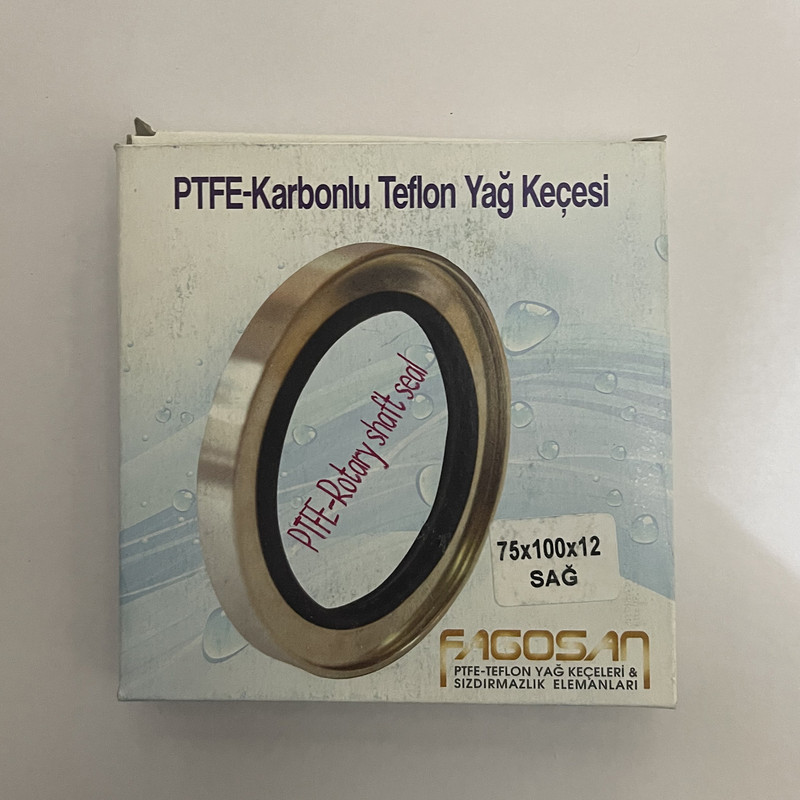 PTFE-Karbonlu Teflon Yağ Keçesi
PTFE-Rotary shaft seal
75x100x12
SAĞ
FAGOSAN
PTFE-TEFLON YAĞ KEÇELERİ &
SIZDIRMAZLIK ELEMANLARI